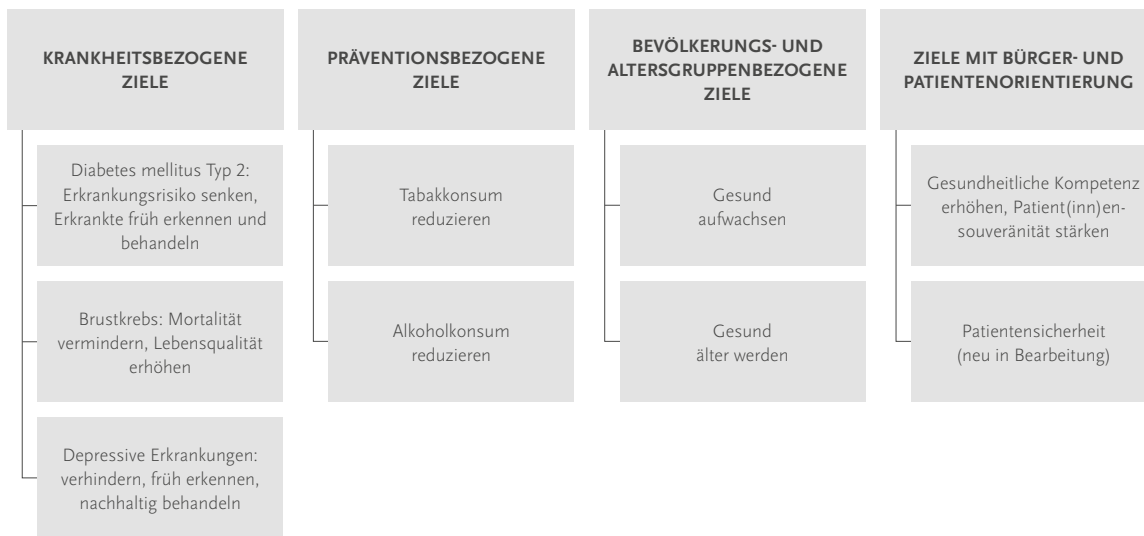 KRANKHEITSBEZOGENE
ZIELE
Diabetes mellitus Typ 2:
Erkrankungsrisiko senken,
Erkrankte früh erkennen und
behandeln
Brustkrebs: Mortalität
vermindern, Lebensqualität
erhöhen
Depressive Erkrankungen:
verhindern, früh erkennen,
nachhaltig behandeln
PRÄVENTIONSBEZOGENE
ZIELE
Tabakkonsum
reduzieren
Alkoholkonsum
reduzieren
BEVÖLKERUNGS- UND
ALTERSGRUPPENBEZOGENE
ZIELE
Gesund
aufwachsen
Gesund
älter werden
ZIELE MIT BÜRGER- UND
PATIENTENORIENTIERUNG
Gesundheitliche Kompetenz
erhöhen, Patient(inn)en-
souveränität stärken
Patientensicherheit
(neu in Bearbeitung)